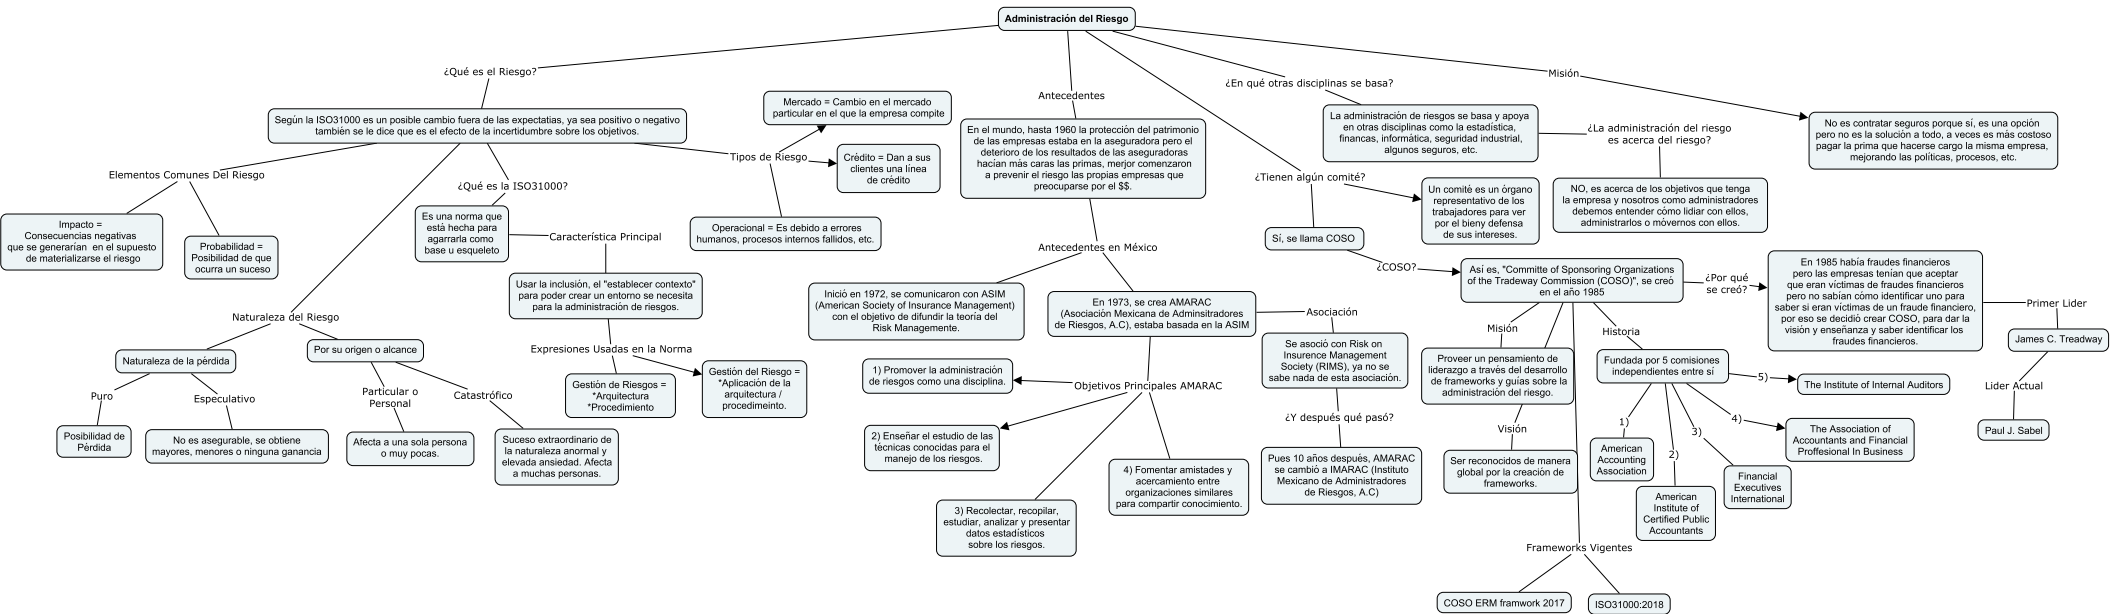 Administración del Riesgo
¿Qué es el Riesgo?
Según la ISO31000 es un posible cambio fuera de las expectatias, ya sea positivo o negativo
también se le dice que es el efecto de la incertidumbre sobre los objetivos.
Elementos Comunes Del Riesgo
Impacto =
Consecuencias negativas
que se generarían en el supuesto
de materializarse el riesgo
Probabilidad =
Posibilidad de que
ocurra un suceso
Naturaleza del Riesgo
Naturaleza de la pérdida
Puro
Posibilidad de
Pérdida
Especulativo
No es asegurable, se obtiene
mayores, menores o ninguna ganancia
Por su origen o alcance
Particular o
Personal
Afecta a una sola persona
o muy pocas.
Catastrófico
Suceso extraordinario de
la naturaleza anormal y
elevada ansiedad. Afecta
a muchas personas.
¿Qué es la ISO31000?
Es una norma que
está hecha para
agarrarla como
base u esqueleto
Característica Principal
Usar la inclusión, el "establecer contexto"
para poder crear un entorno se necesita
para la administración de riesgos.
Expresiones Usadas en la Norma
Gestión de Riesgos =
*Arquitectura
*Procedimiento
Gestión del Riesgo =
*Aplicación de la
arquitectura /
procedimeinto.
Tipos de Riesgo
Mercado = Cambio en el mercado
particular en el que la empresa compite
Crédito = Dan a sus
clientes una línea
de crédito
Operacional = Es debido a errores
humanos, procesos internos fallidos, etc.
Antecedentes
En el mundo, hasta 1960 la protección del patrimonio
de las empresas estaba en la aseguradora pero el
deterioro de los resultados de las aseguradoras
hacían más caras las primas, merjor comenzaron
a prevenir el riesgo las propias empresas que
preocuparse por el $$.
Antecedentes en México
Inició en 1972, se comunicaron con ASIM
(American Society of Insurance Management)
con el objetivo de difundir la teoría del
Risk Managemente.
En 1973, se crea AMARAC
(Asociación Mexicana de Adminsitradores
de Riesgos, A.C), estaba basada en la ASIM
Objetivos Principales AMARAC
1) Promover la administración
de riesgos como una disciplina.
2) Enseñar el estudio de las
técnicas conocidas para el
manejo de los riesgos.
3) Recolectar, recopilar,
estudiar, analizar y presentar
datos estadísticos
sobre los riesgos.
4) Fomentar amistades y
acercamiento entre
organizaciones similares
para compartir conocimiento.
Asociación
Se asoció con Risk on
Insurence Management
Society (RIMS), ya no se
sabe nada de esta asociación.
¿Y después qué pasó?
Pues 10 años después, AMARAC
se cambió a IMARAC (Instituto
Mexicano de Administradores
de Riesgos, A.C)
¿Tienen algún comité?
Sí, se llama COSO
Un comité es un órgano
representativo de los
trabajadores para ver
por el bieny defensa
de sus intereses.
¿COSO?
Así es, "Committe of Sponsoring Organizations
of the Tradeway Commission (COSO)", se creó
en el año 1985
Misión
Proveer un pensamiento de
liderazgo a través del desarrollo
de frameworks y guías sobre la
administración del riesgo.
Visión
Ser reconocidos de manera
global por la creación de
frameworks.
Frameworks Vigentes
COSO ERM framwork 2017
ISO31000:2018
Historia
Fundada por 5 comisiones
independientes entre sí
1)
American
Accounting
Association
2)
American
Institute of
Certified Public
Accountants
3)
Financial
Executives
International
4)
The Association of
Accountants and Financial
Proffesional In Business
5)
The Institute of Internal Auditors
¿Por qué
se creó?
En 1985 había fraudes financieros
pero las empresas tenían que aceptar
que eran víctimas de fraudes financieros
pero no sabían cómo identificar uno para
saber si eran víctimas de un fraude financiero,
por eso se decidió crear COSO, para dar la
visión y enseñanza y saber identificar los
fraudes financieros.
Primer Lider
James C. Treadway
Lider Actual
Paul J. Sabel
¿En qué otras disciplinas se basa?
La administración de riesgos se basa y apoya
en otras disciplinas como la estadística,
finanzas, informática, seguridad industrial,
algunos seguros, etc.
¿La administración del riesgo
es acerca del riesgo?
NO, es acerca de los objetivos que tenga
la empresa y nosotros como administradores
debemos entender cómo lidiar con ellos,
administrarlos o móvernos con ellos.
Misión
No es contratar seguros porque sí, es una opción
pero no es la solución a todo, a veces es más costoso
pagar la prima que hacerse cargo la misma empresa,
mejorando las políticas, procesos, etc.